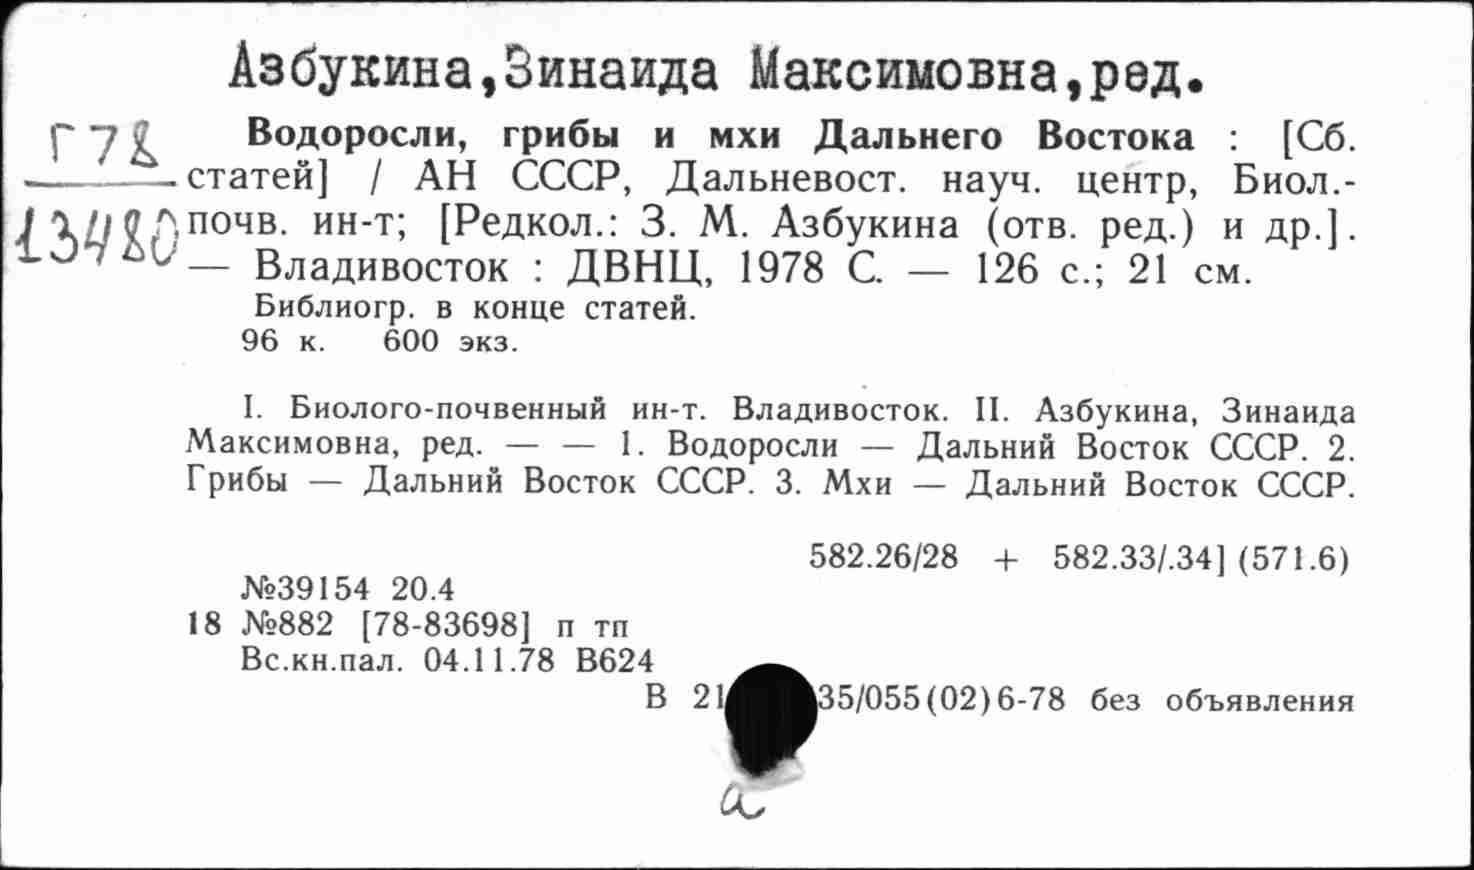 Азбукина,Зинаида Максимовна,ред.
Г 78
13480
Водоросли, грибы и мхи Дальнего Востока : [Сб.
статей] / АН СССР, Дальневост. науч. центр, Биол.-
почв. ин-т; [Редкол.: З. М. Азбукина (отв. ред.) и др.].
— Владивосток : ДВНЦ, 1978 С. — 126 с.; 21 см.
Библиогр. в конце статей.
96 к. 600 экз.
I. Биолого-почвенный ин-т. Владивосток. II. Азбукина, Зинаида
Максимовна, ред. — — 1. Водоросли — Дальний Восток СССР. 2.
Грибы — Дальний Восток СССР. 3. Мхи — Дальний Восток СССР.
582.26/28 + 582.33/.34] (571.6)
№39154 20.4
18 №882 [78-83698] п тп
Вс.кн.пал. 04.11.78 В624
В 21 35/055(02)6-78 без объявления
а